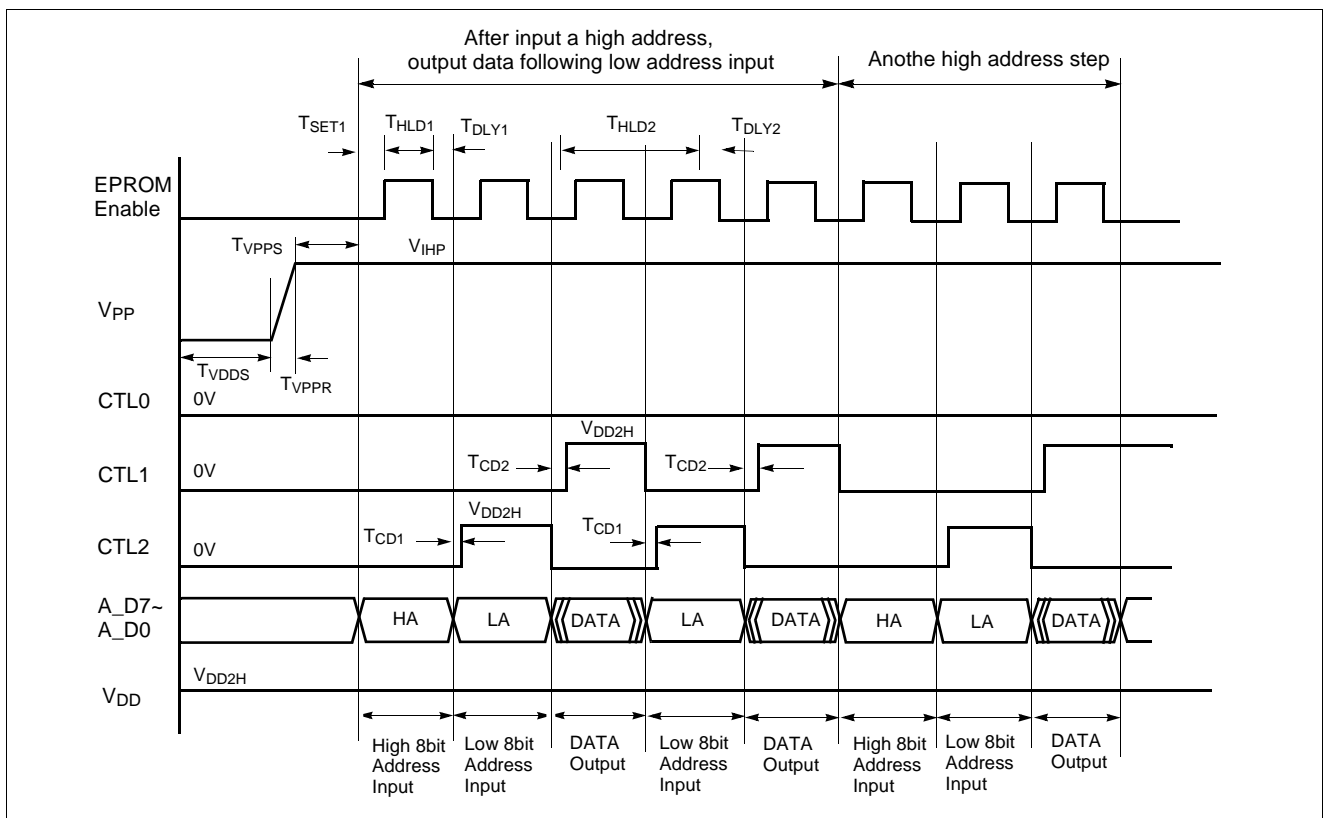 After input a high address,
output data following low address input
Anothe high address step
TSET1
THLD1
TDLY1
THLD2
TDLY2
EPROM
Enable
TVPPS
VIHP
VPP
TVDDS
TVPPR
CTL0
0V
VDD2H
CTL1
0V
TCD2
TCD2
VDD2H
CTL2
0V
TCD1
TCD1
A_D7~
A_D0
HA
LA
DATA
LA
DATA
HA
LA
DATA
VDD2H
VDD
High 8bit
Address
Input
Low 8bit
Address
Input
DATA
Output
Low 8bit
Address
Input
DATA
Output
High 8bit
Address
Input
Low 8bit
Address
Input
DATA
Output